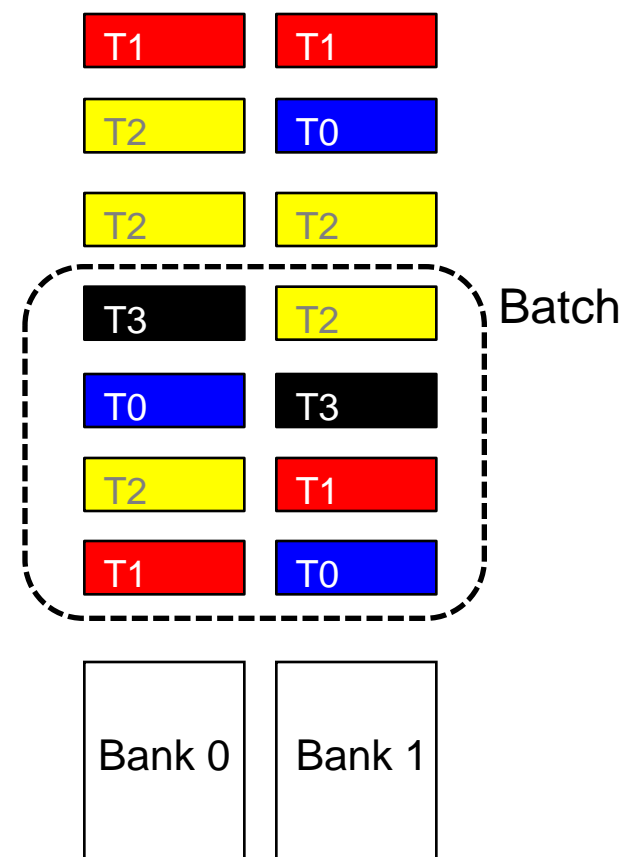 T1 T1
T2 T0
T2 T2
T3 T2 Batch
T0 T3
T2 T1
T1 T0
Bank 0 Bank 1